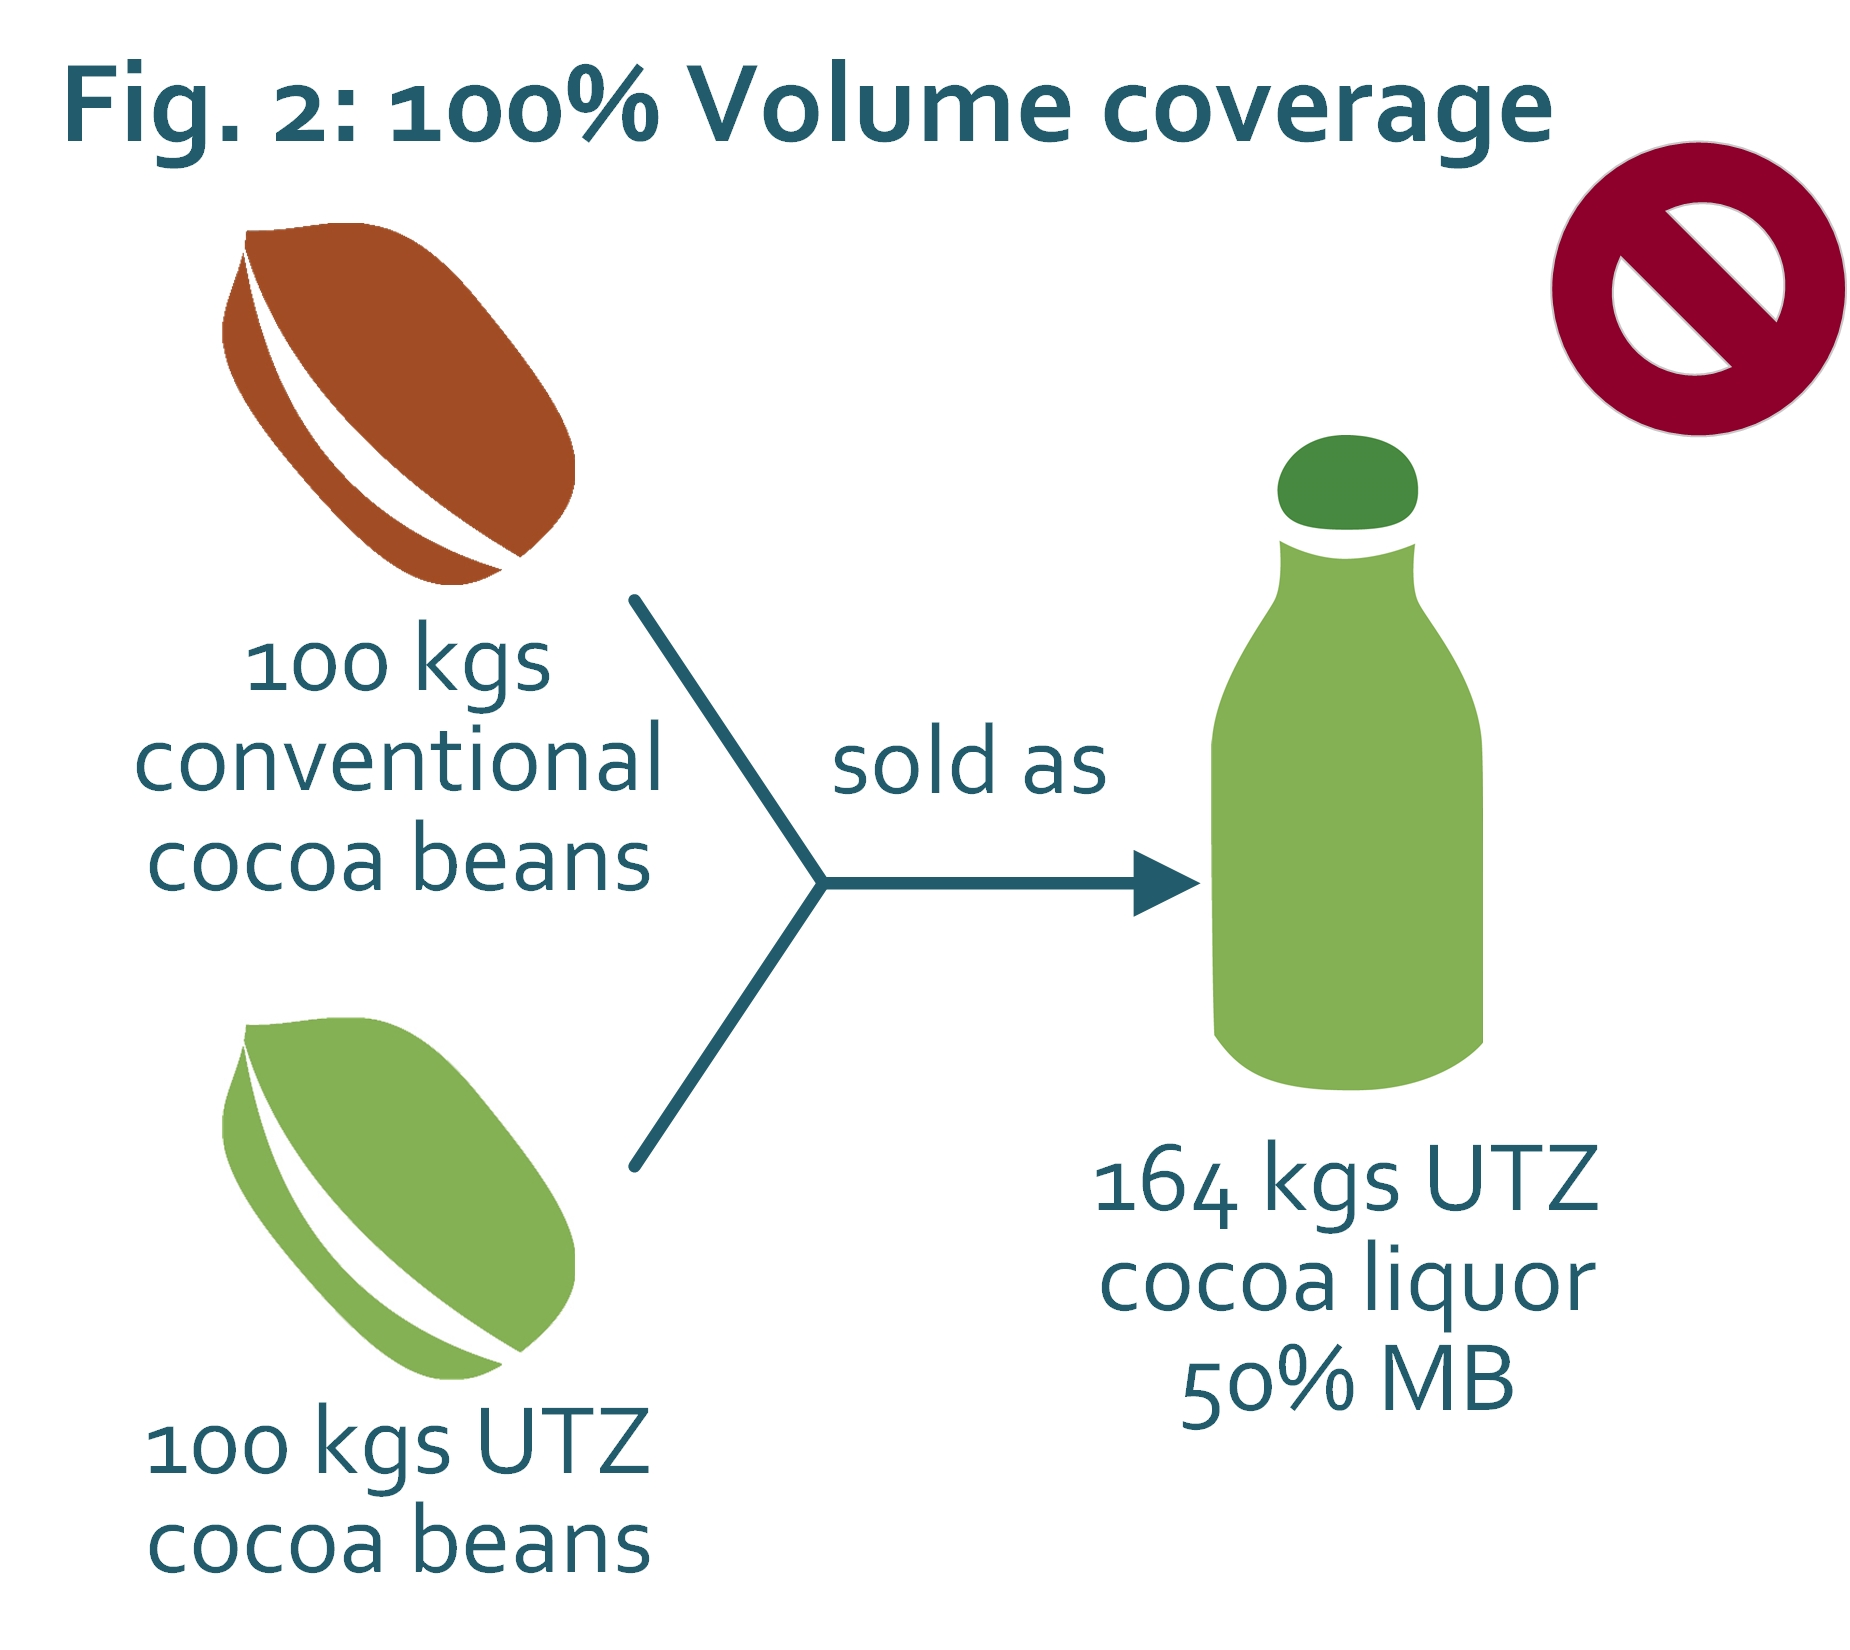 Fig. 2: 100% Volume coverage
100 kgs
conventional
cocoa beans
sold as
100 kgs UTZ
cocoa beans
164 kgs UTZ
cocoa liquor
50% MB